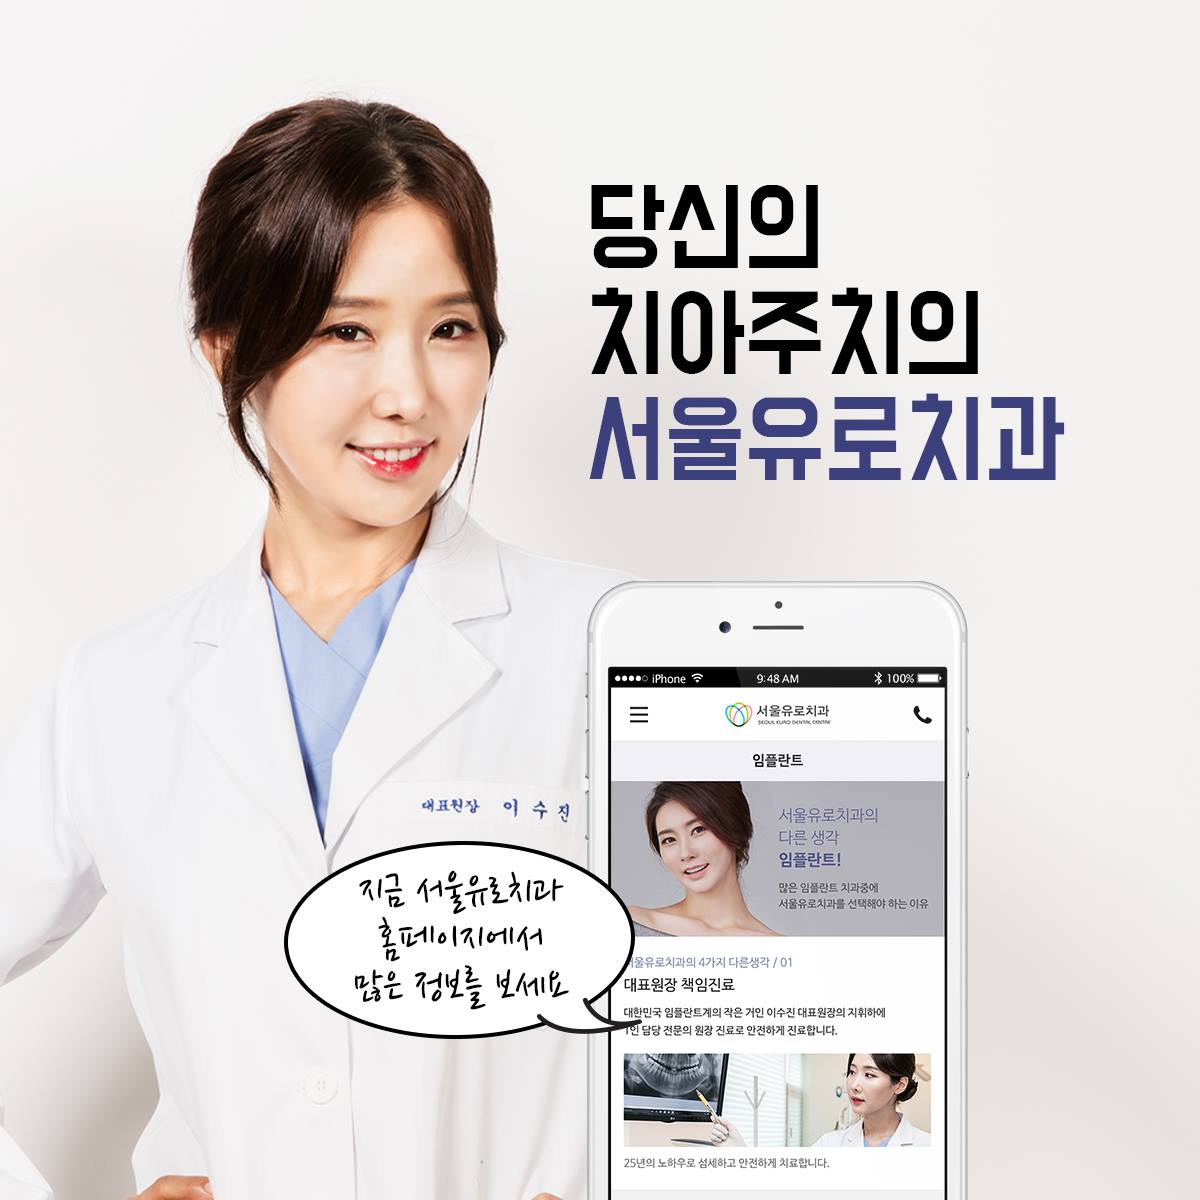 당신의
치아주치의
서울유로치과
대표원장 이수진
지금 서울유로치과
홈페이지에서
많은 정보를 보세요
iPhone 9:48 AM 100%
서울유로치과
SEOUL EURO DENTAL CENTRE
임플란트
서울유로치과의
다른 생각
임플란트!
많은 임플란트 치과중에
서울유로치과를 선택해야 하는 이유
서울유로치과의 4가지 다른생각 / 01
대표원장 책임진료
대한민국 임플란트계의 작은 거인 이수진 대표원장의 지휘하에
1인 담당 전문의 원장 진료로 안전하게 진료합니다.
25년의 노하우로 섬세하고 안전하게 치료합니다.